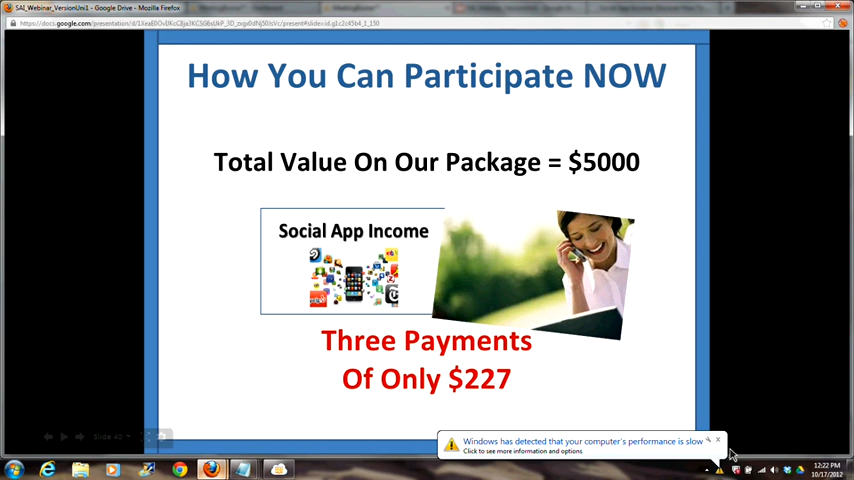 SAI_Webinar_VersionUni1 - Google Drive - Mozilla Firefox
How You Can Participate NOW
Total Value On Our Package = $5000
Social App Income
Three Payments
Of Only $227
Slide 40
Windows has detected that your computer's performance is slow
Click to see more information and options
12:22 PM
10/17/2012